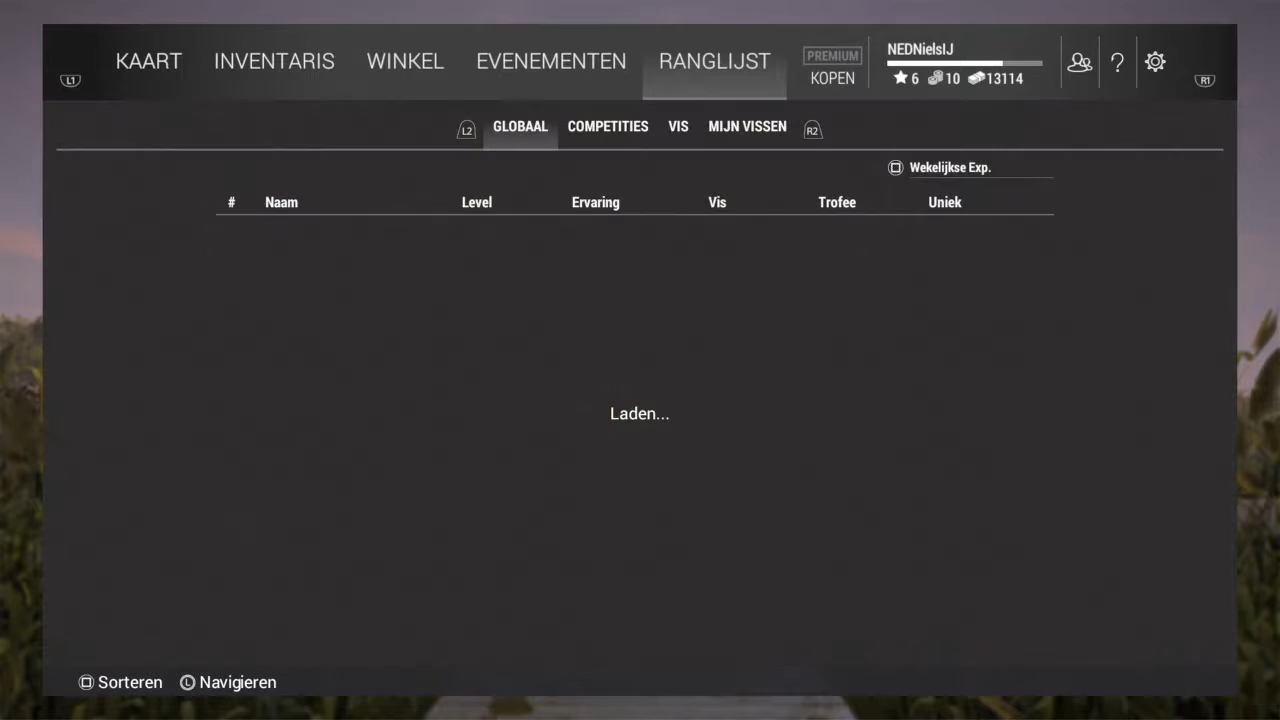 L1 KAART INVENTARIS WINKEL EVENEMENTEN RANGLIJST PREMIUM KOPEN NEDNielsIJ 6 10 13114 ? R1
L2 GLOBAAL COMPETITIES VIS MIJN VISSEN R2
Wekelijkse Exp.
# Naam Level Ervaring Vis Trofee Uniek
Laden...
Sorteren L Navigieren